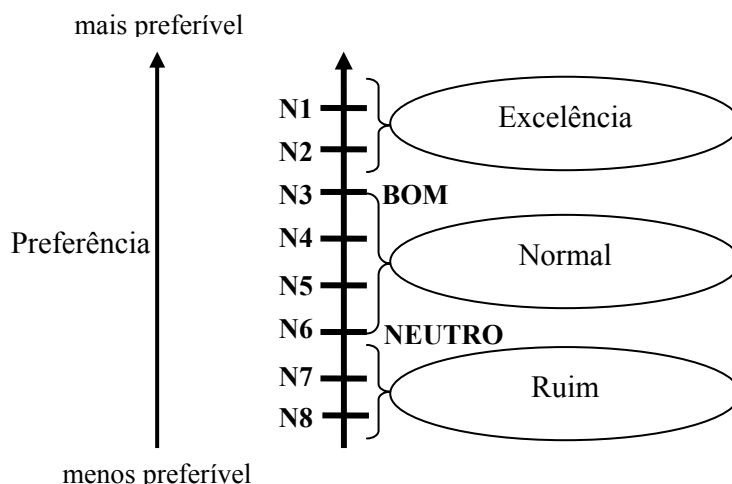 mais preferível
N1
Excelência
N2
N3 BOM
N4
Preferência
Normal
N5
N6 NEUTRO
N7
Ruim
N8
menos preferível